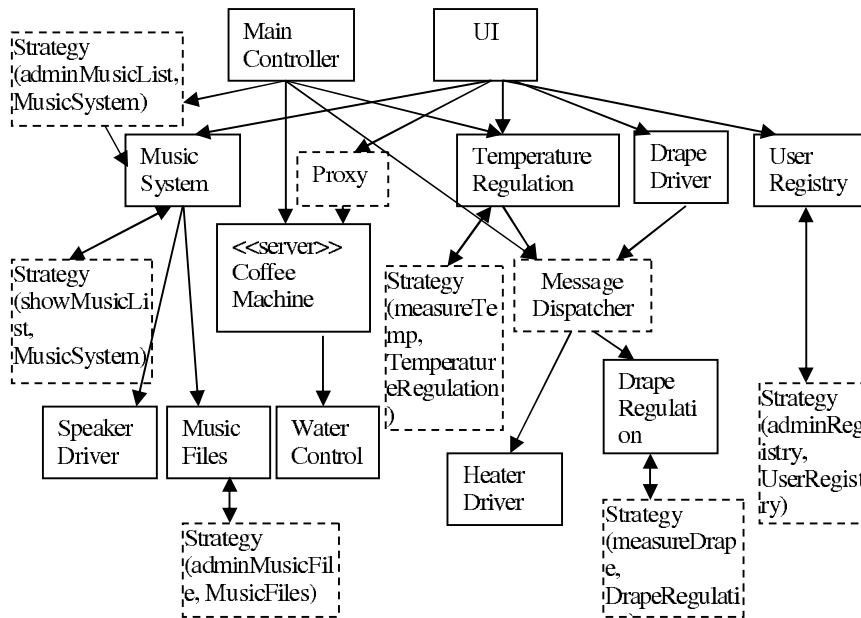 Main
Controller
UI
Strategy
(adminMusicList,
MusicSystem)
Music
System
Proxy
Temperature
Regulation
Drape
Driver
User
Registry
<<server>>
Coffee
Machine
Strategy
(showMusicLi
st,
MusicSystem)
Strategy
(measureTe
mp,
Temperatur
eRegulation
)
Message
Dispatcher
Drape
Regulati
on
Strategy
(adminReg
istry,
UserRegist
ry)
Speaker
Driver
Music
Files
Water
Control
Heater
Driver
Strategy
(adminMusicFil
e, MusicFiles)
Strategy
(measureDrap
e,
DrapeRegulati